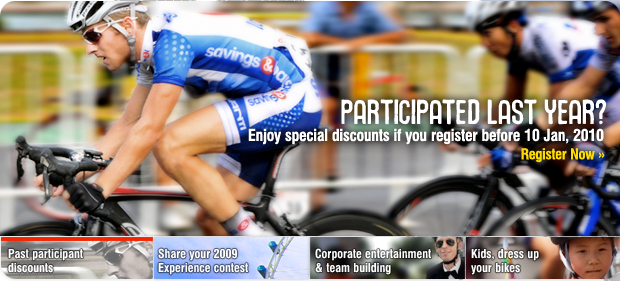 savings&
PARTICIPATED LAST YEAR?
Enjoy special discounts if you register before 10 Jan, 2010
Register Now »
Past participant
discounts
Share your 2009
Experience contest
Corporate entertainment
& team building
Kids, dress up
your bikes